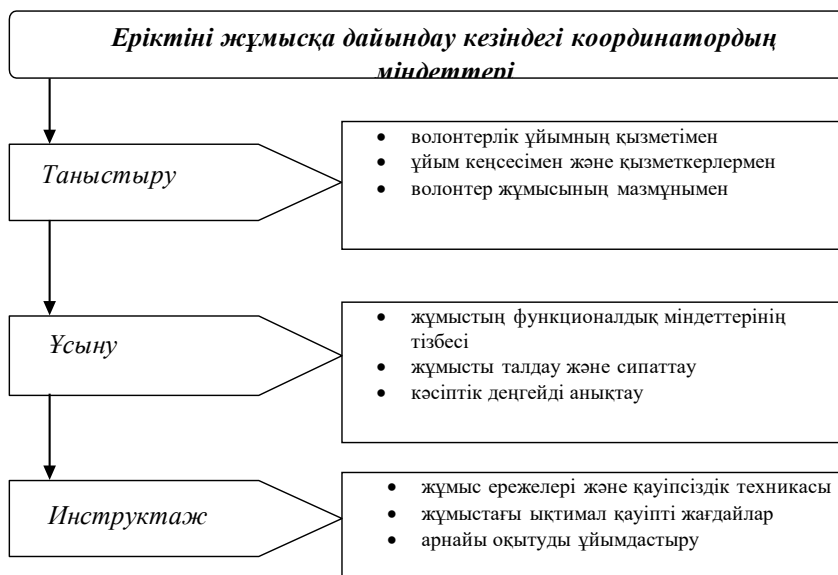 Еріктіні жұмысқа дайындау кезіндегі координатордың
міндеттері
Таныстыру
• волонтерлік ұйымның қызметімен
• ұйым кеңсесімен және қызметкерлермен
• волонтер жұмысының мазмұнымен
Ұсыну
• жұмыстың функционалдық міндеттерінің
тізбесі
• жұмысты талдау және сипаттау
• кәсіптік деңгейді анықтау
Инструктаж
• жұмыс ережелері және қауіпсіздік техникасы
• жұмыстағы ықтимал қауіпті жағдайлар
• арнайы оқытуды ұйымдастыру